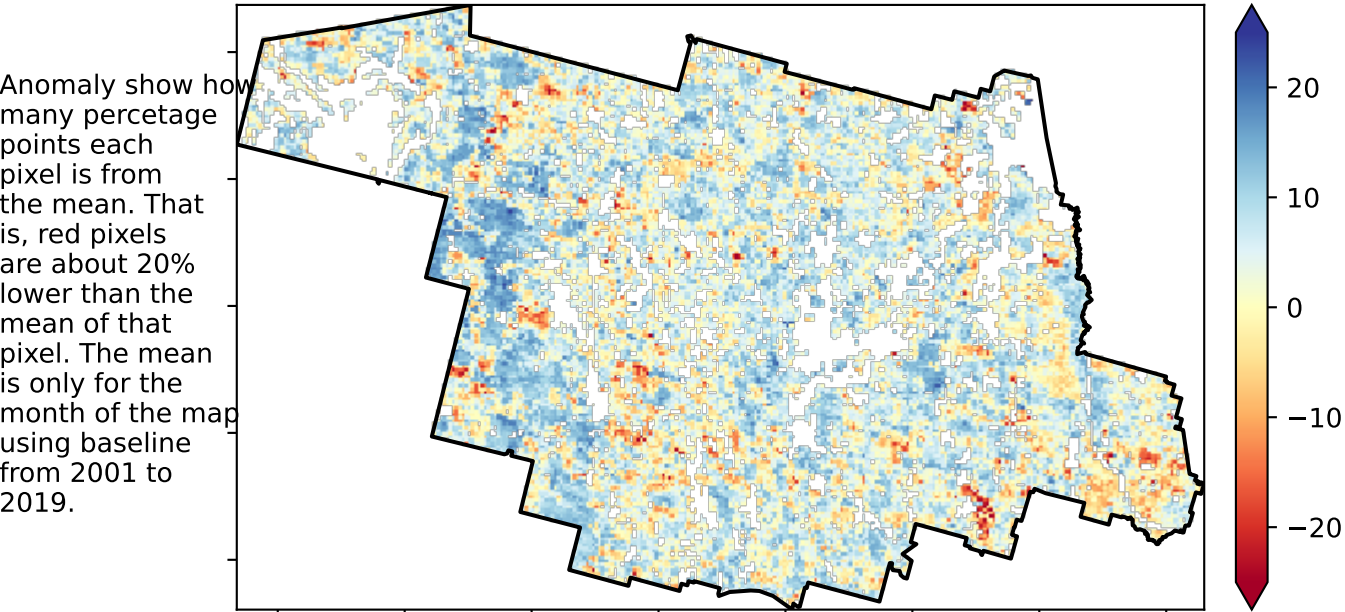 Anomaly show how
many percetage
points each
pixel is from
the mean. That
is, red pixels
are about 20%
lower than the
mean of that
pixel. The mean
is only for the
month of the map
using baseline
from 2001 to
2019.
20
10
0
−10
−20